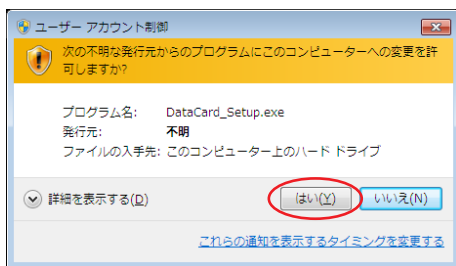 ユーザー アカウント制御
次の不明な発行元からのプログラムにこのコンピューターへの変更を許
可しますか?
プログラム名: DataCard_Setup.exe
発行元: 不明
ファイルの入手先: このコンピューター上のハード ドライブ
詳細を表示する(D) はい(Y) いいえ(N)
これらの通知を表示するタイミングを変更する